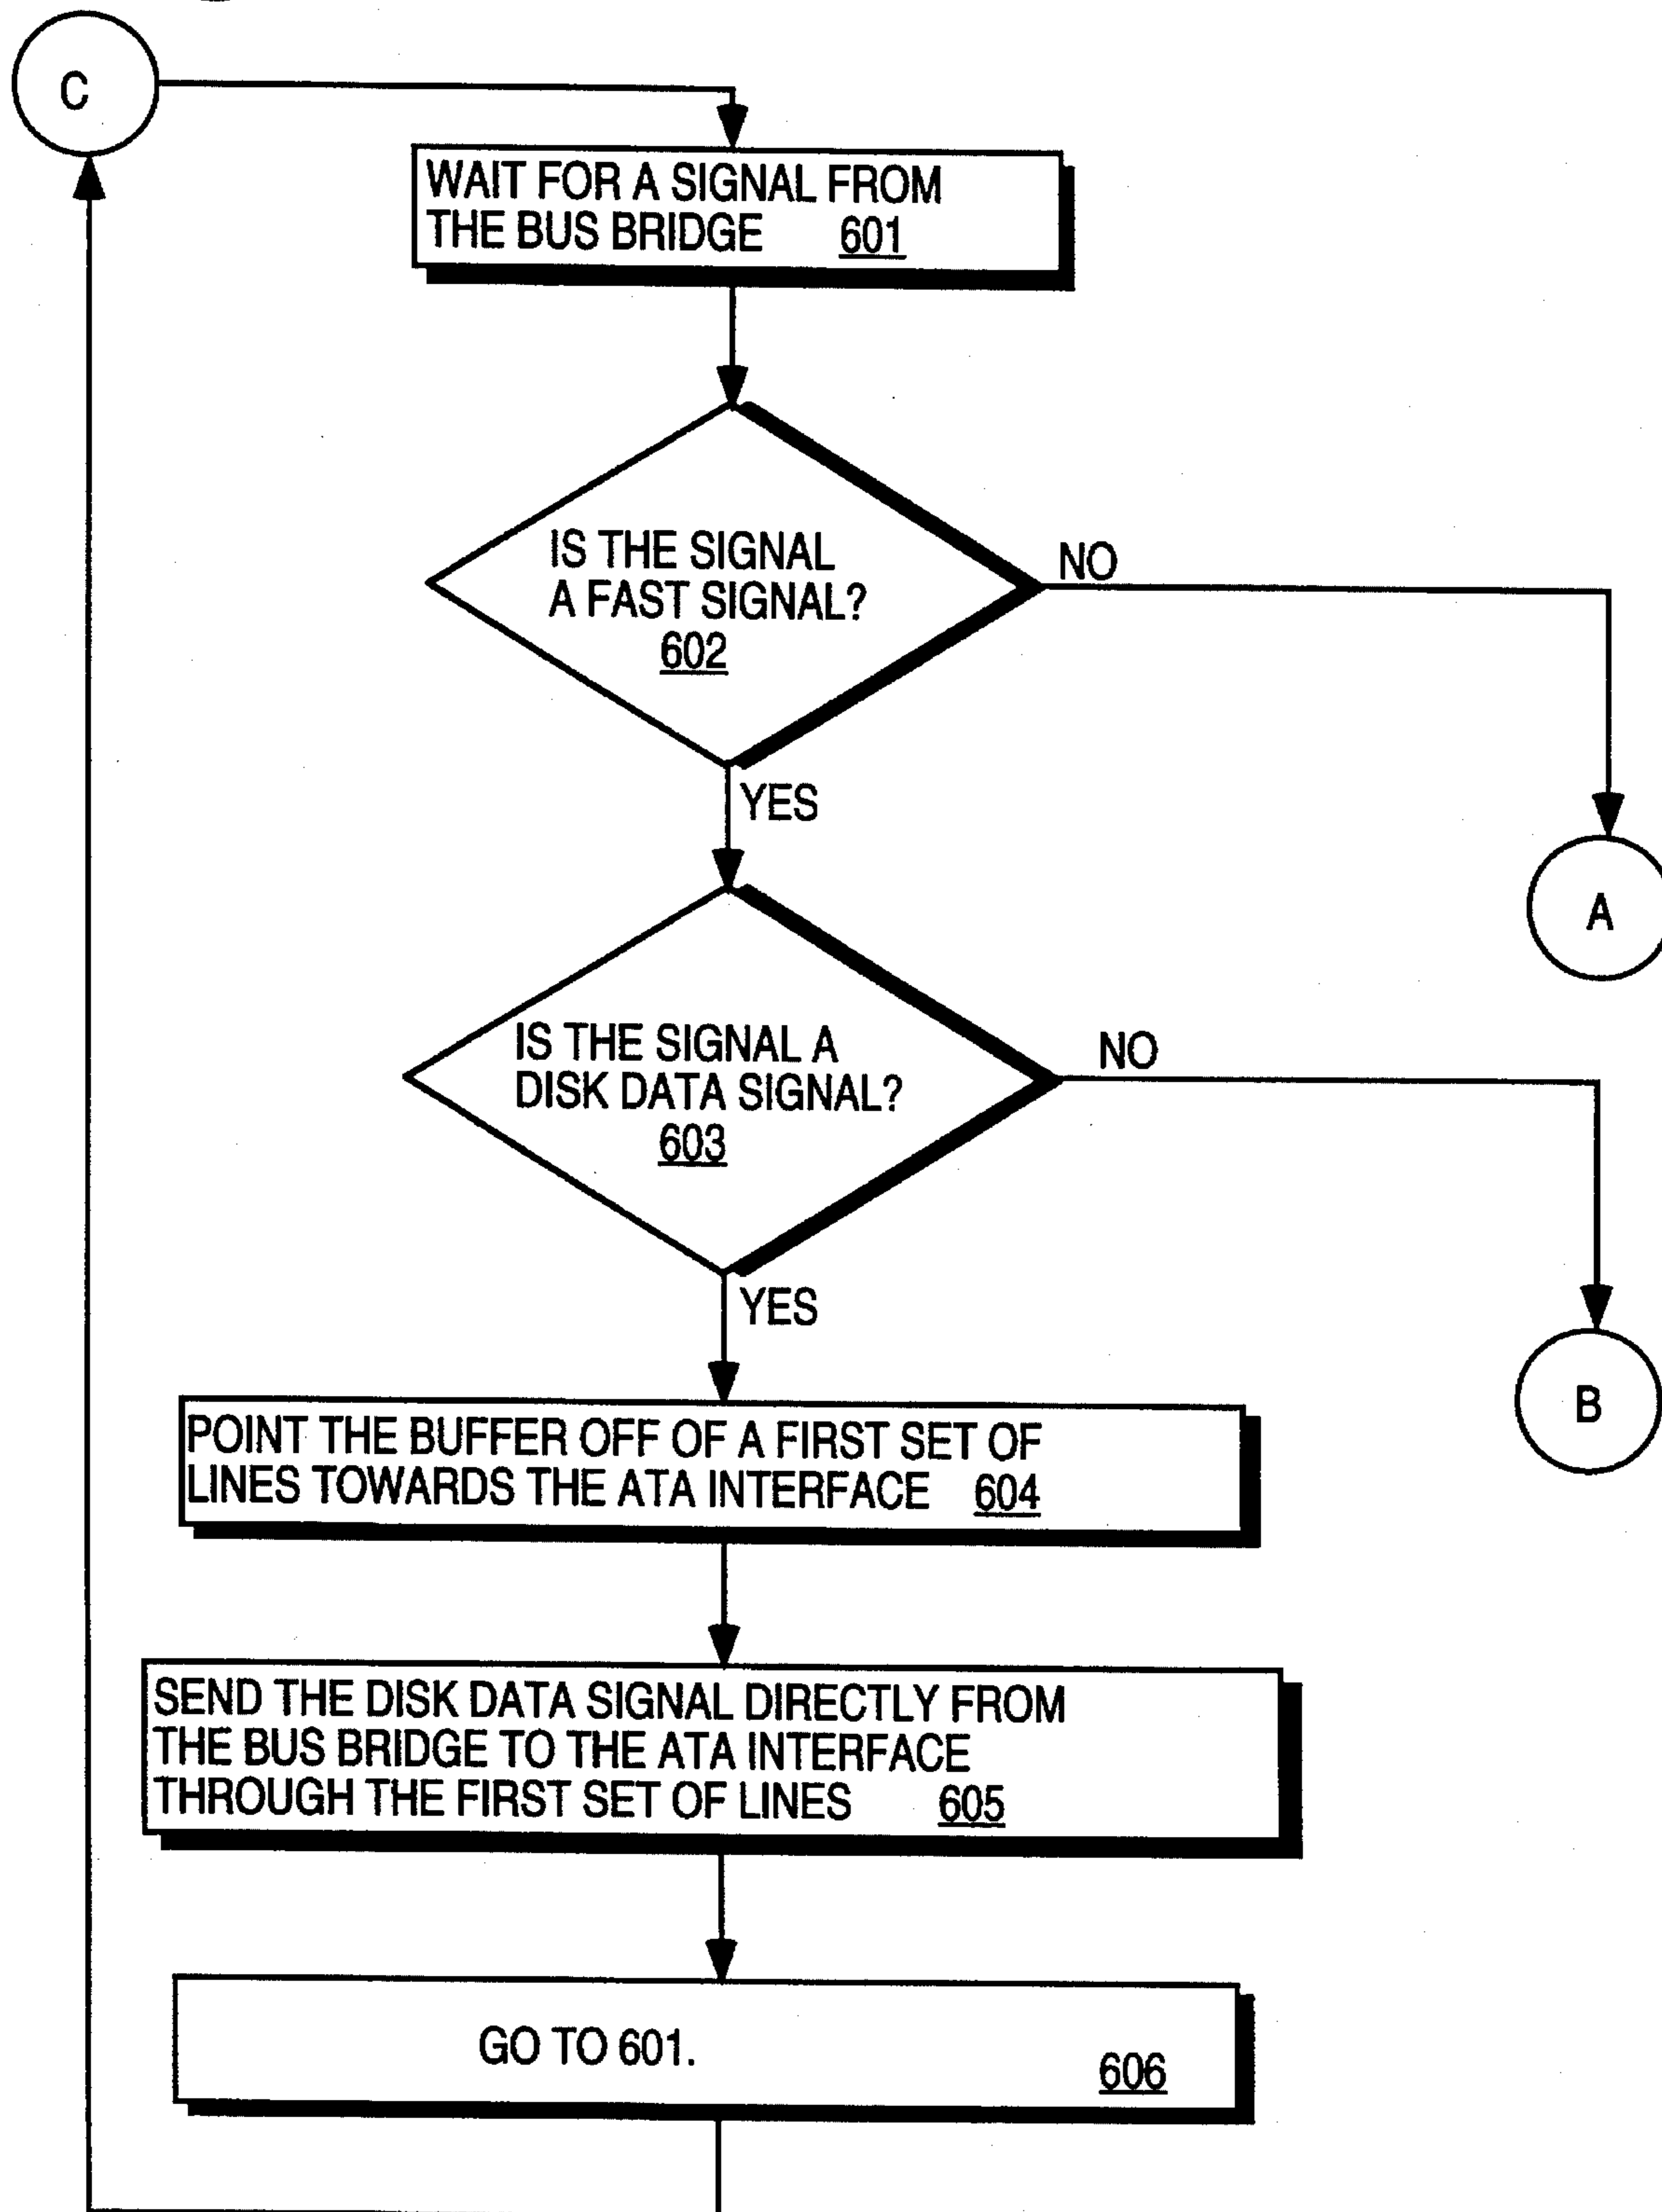 C
WAIT FOR A SIGNAL FROM
THE BUS BRIDGE 601
IS THE SIGNAL
A FAST SIGNAL?
602
NO
YES
A
IS THE SIGNAL A
DISK DATA SIGNAL?
603
NO
YES
B
POINT THE BUFFER OFF OF A FIRST SET OF
LINES TOWARDS THE ATA INTERFACE 604
SEND THE DISK DATA SIGNAL DIRECTLY FROM
THE BUS BRIDGE TO THE ATA INTERFACE
THROUGH THE FIRST SET OF LINES 605
GO TO 601.
606